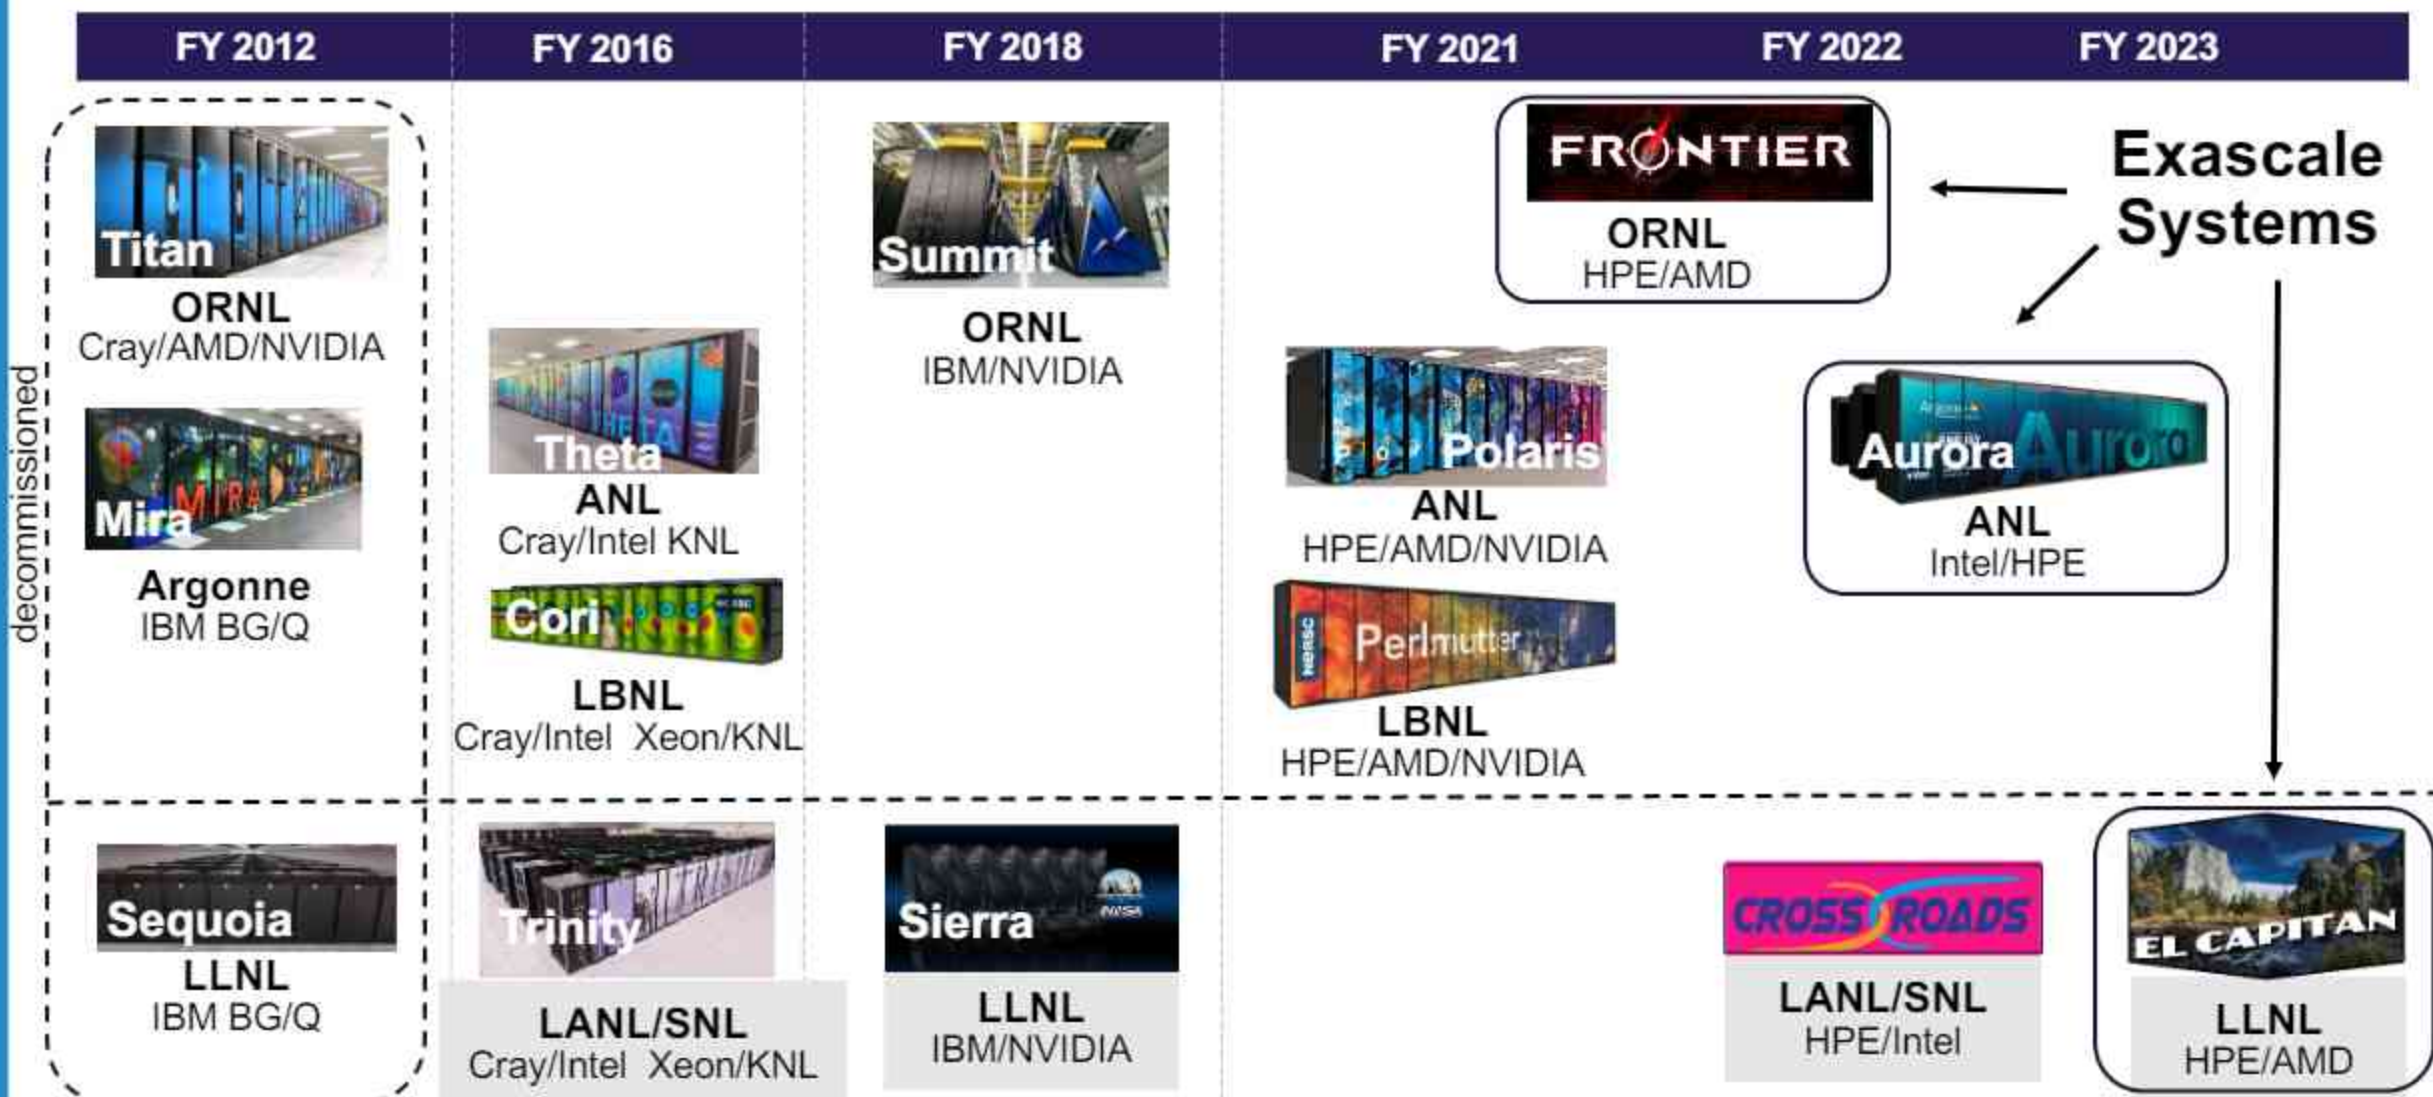 FY 2012 FY 2016 FY 2018 FY 2021 FY 2022 FY 2023
decommissioned
Titan
ORNL
Cray/AMD/NVIDIA
MIRA
Mira
Argonne
IBM BG/Q
THETA
Theta
ANL
Cray/Intel KNL
Cori
LBNL
Cray/Intel Xeon/KNL
Summit
ORNL
IBM/NVIDIA
FRONTIER
ORNL
HPE/AMD
Exascale
Systems
Polaris
ANL
HPE/AMD/NVIDIA
NERSC
Perlmutter
LBNL
HPE/AMD/NVIDIA
Aurora
Aurora
ANL
Intel/HPE
Sequoia
LLNL
IBM BG/Q
Trinity
LANL/SNL
Cray/Intel Xeon/KNL
Sierra
LLNL
IBM/NVIDIA
CROSSROADS
LANL/SNL
HPE/Intel
EL CAPITAN
LLNL
HPE/AMD